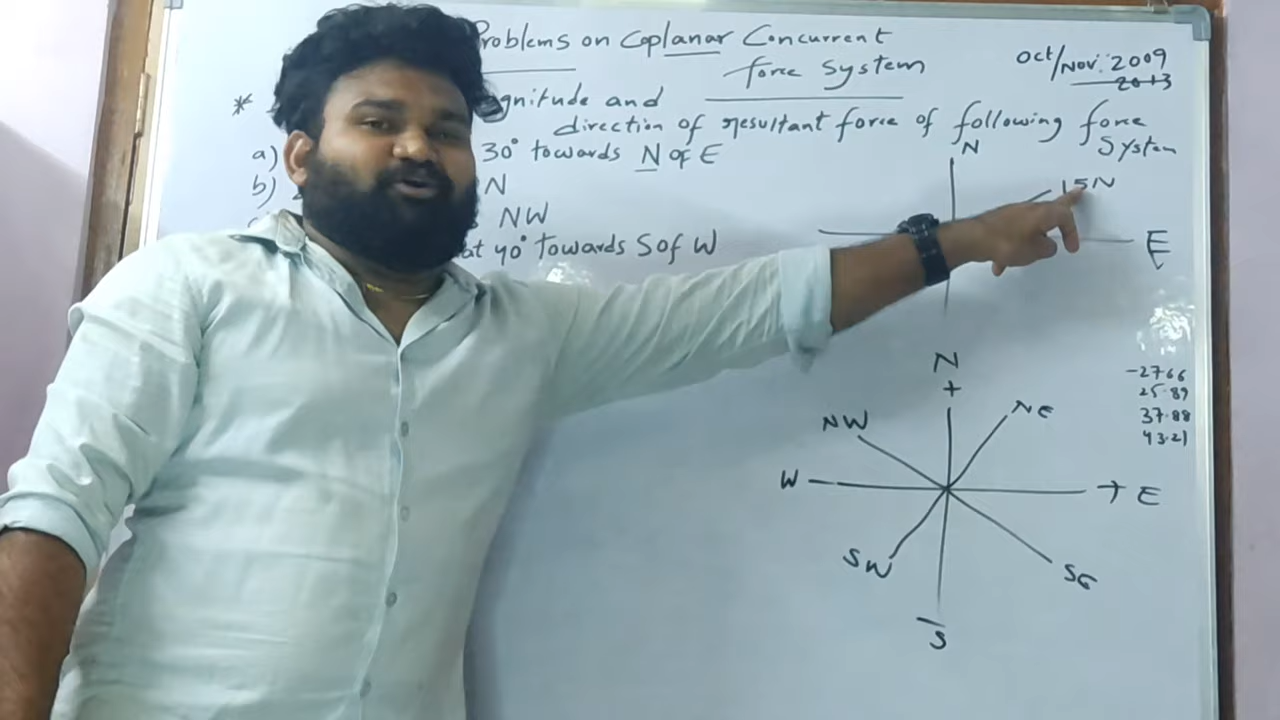 Problems on Coplanar Concurrent
force System
Oct/Nov: 2009
2013
* and
direction of resultant force of following force
System
a) 30° towards N of E
b) N
NW
at 40° towards S of W
N
15N
E
N
+
NW
NE
W
+ E
SW
SE
-
S
-27.66
25.89
37.88
43.21